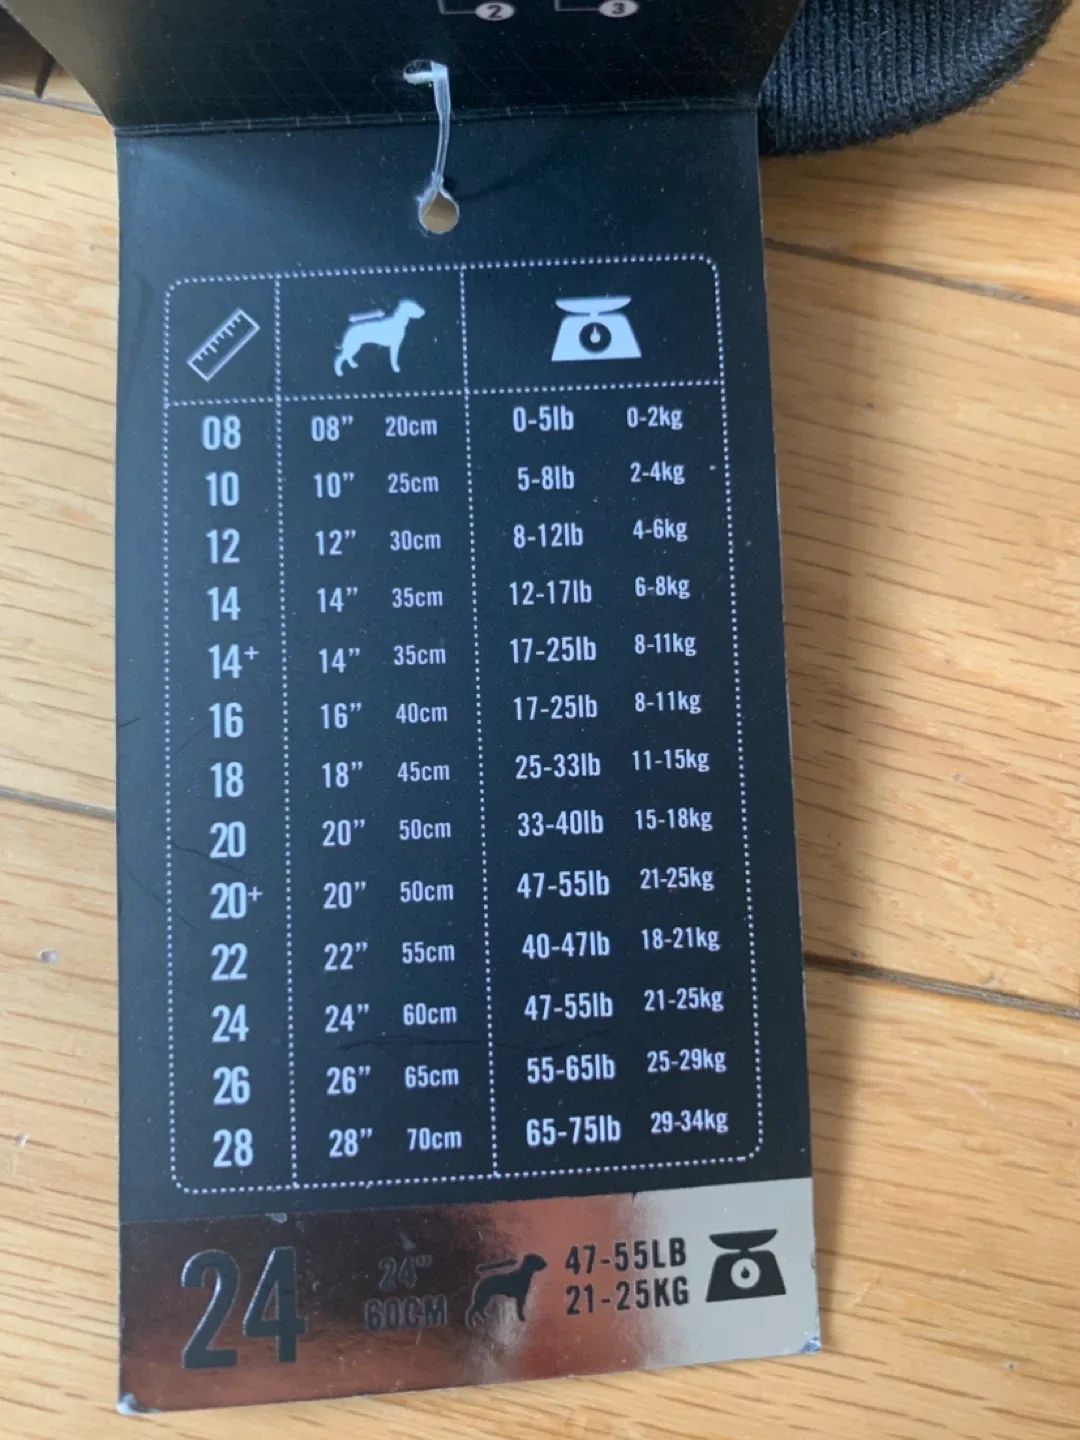 2 3
08 08” 20cm 0-5lb 0-2kg
10 10” 25cm 5-8lb 2-4kg
12 12” 30cm 8-12lb 4-6kg
14 14” 35cm 12-17lb 6-8kg
14+ 14” 35cm 17-25lb 8-11kg
16 16” 40cm 17-25lb 8-11kg
18 18” 45cm 25-33lb 11-15kg
20 20” 50cm 33-40lb 15-18kg
20+ 20” 50cm 47-55lb 21-25kg
22 22” 55cm 40-47lb 18-21kg
24 24” 60cm 47-55lb 21-25kg
26 26” 65cm 55-65lb 25-29kg
28 28” 70cm 65-75lb 29-34kg
24 24” 47-55LB
60CM 21-25KG